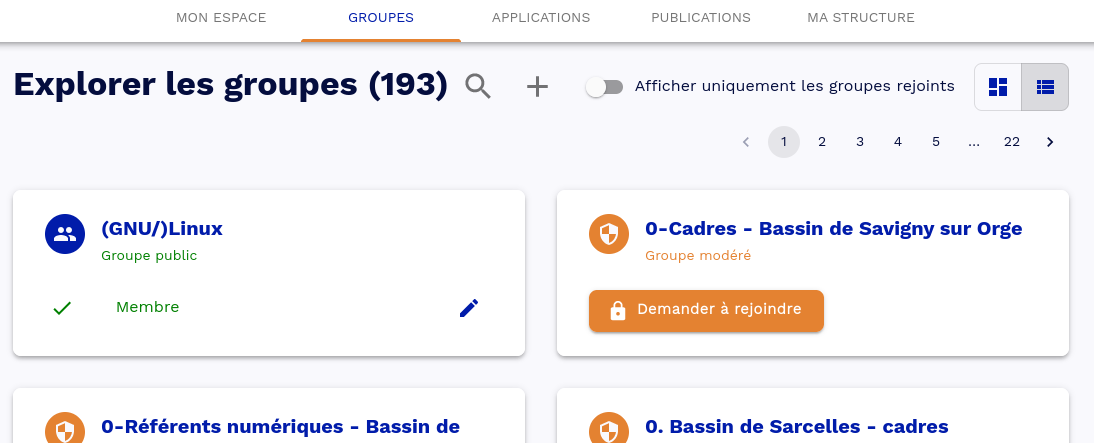 MON ESPACE GROUPES APPLICATIONS PUBLICATIONS MA STRUCTURE
Explorer les groupes (193)
Afficher uniquement les groupes rejoints
1 2 3 4 5 ... 22
(GNU/)Linux
Groupe public
Membre
0-Cadres - Bassin de Savigny sur Orge
Groupe modéré
Demander à rejoindre
0-Référents numériques - Bassin de
0. Bassin de Sarcelles - cadres